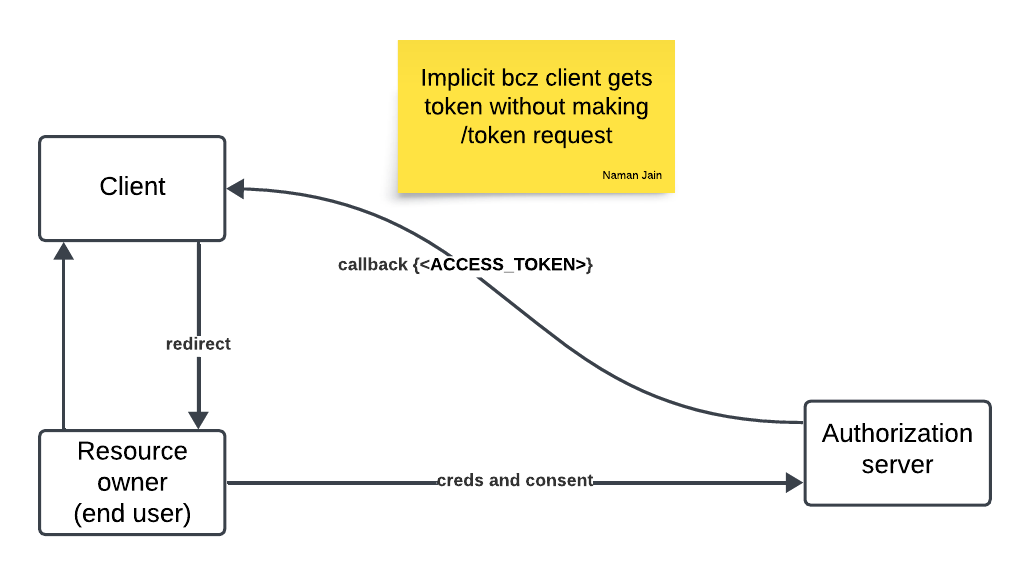 Implicit bcz client gets
token without making
/token request
Naman Jain
Client
callback {<ACCESS_TOKEN>}
redirect
Resource
owner
(end user)
creds and consent
Authorization
server